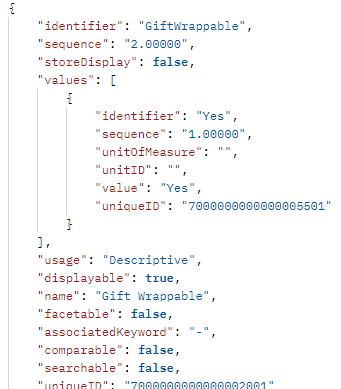 {
"identifier": "GiftWrappable",
"sequence": "2.00000",
"storeDisplay": false,
"values": [
{
"identifier": "Yes",
"sequence": "1.00000",
"unitOfMeasure": "",
"unitID": "",
"value": "Yes",
"uniqueID": "7000000000000005601"
}
],
"usage": "Descriptive",
"displayable": true,
"name": "Gift Wrappable",
"facetable": false,
"associatedKeyword": "-",
"comparable": false,
"searchable": false,
"uniqueID": "7000000000000002001"